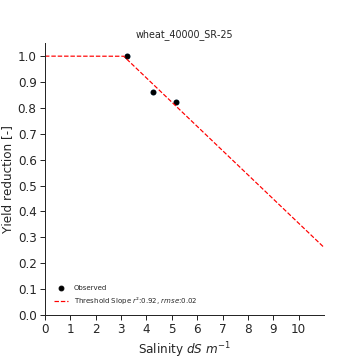 wheat_40000_SR-25
Yield reduction [-]
1.0
0.9
0.8
0.7
0.6
0.5
0.4
0.3
0.2
0.1
0.0
Observed
Threshold Slope r²:0.92, rmse:0.02
0 1 2 3 4 5 6 7 8 9 10
Salinity dS m⁻¹